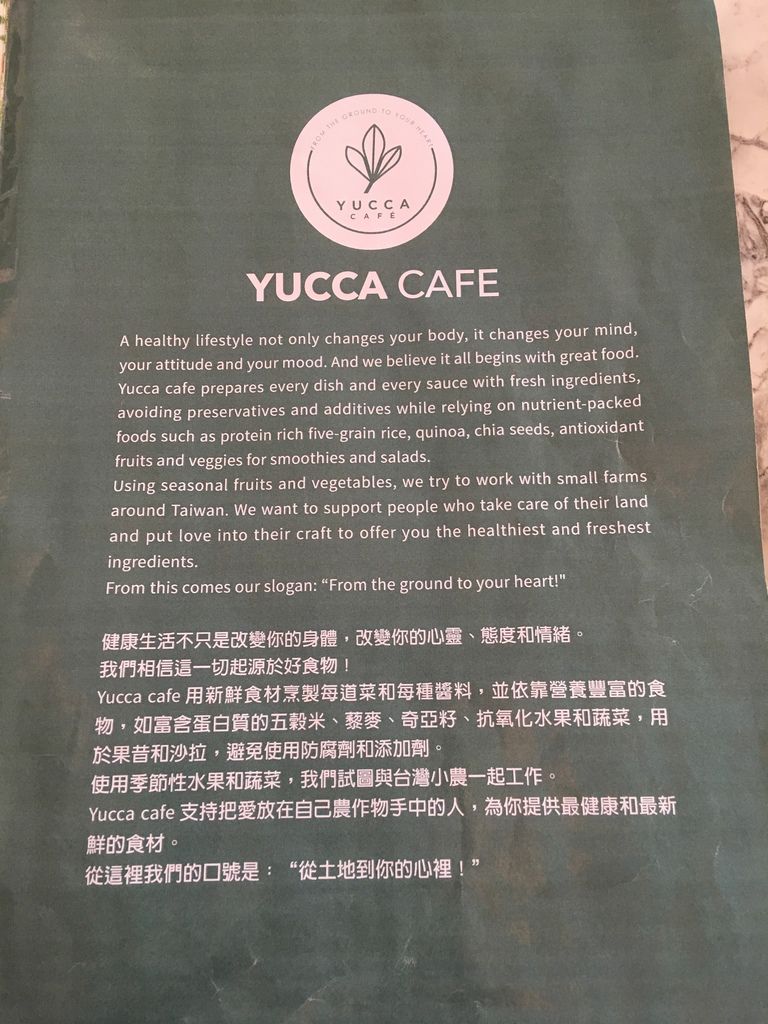 FROM THE GROUND TO YOUR HEART
YUCCA
CAFÉ
YUCCA CAFE
A healthy lifestyle not only changes your body, it changes your mind,
your attitude and your mood. And we believe it all begins with great food.
Yucca cafe prepares every dish and every sauce with fresh ingredients,
avoiding preservatives and additives while relying on nutrient-packed
foods such as protein rich five-grain rice, quinoa, chia seeds, antioxidant
fruits and veggies for smoothies and salads.
Using seasonal fruits and vegetables, we try to work with small farms
around Taiwan. We want to support people who take care of their land
and put love into their craft to offer you the healthiest and freshest
ingredients.
From this comes our slogan: “From the ground to your heart!"
健康生活不只是改變你的身體，改變你的心靈、態度和情緒。
我們相信這一切起源於好食物！
Yucca cafe 用新鮮食材烹製每道菜和每種醬料，並依靠營養豐富的食
物，如富含蛋白質的五穀米、藜麥、奇亞籽、抗氧化水果和蔬菜，用
於果昔和沙拉，避免使用防腐劑和添加劑。
使用季節性水果和蔬菜，我們試圖與台灣小農一起工作。
Yucca cafe 支持把愛放在自己農作物手中的人，為你提供最健康和最新
鮮的食材。
從這裡我們的口號是：“從土地到你的心裡！”